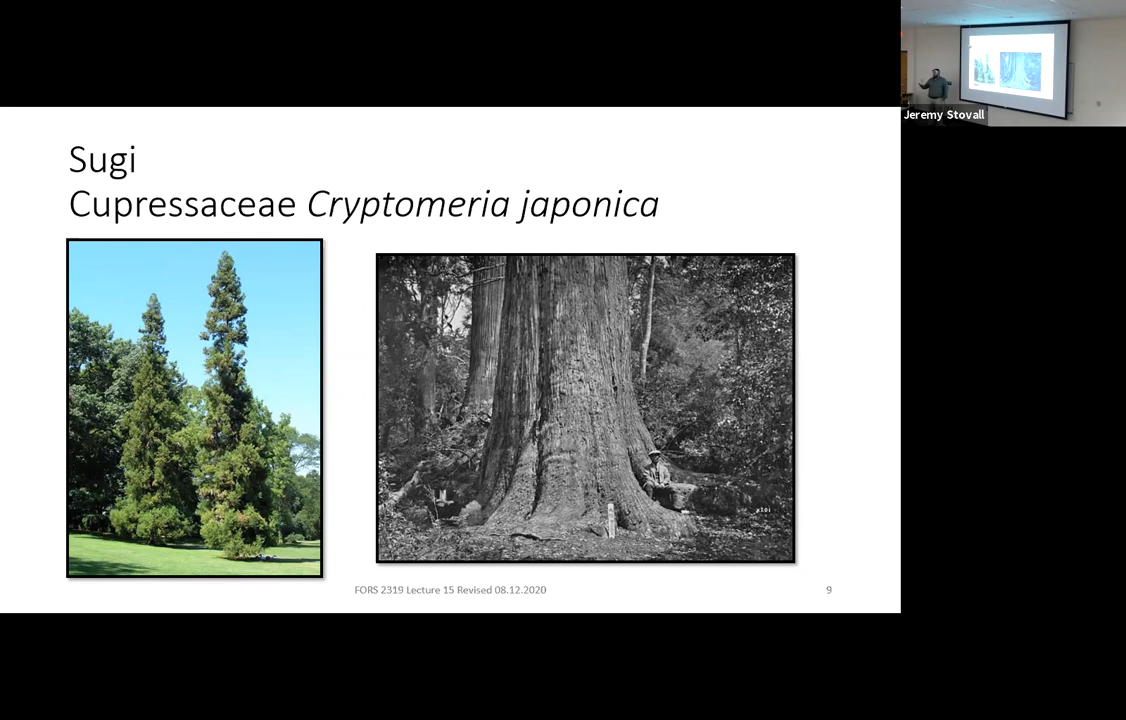 Jeremy Stovall
Sugi
Cupressaceae Cryptomeria japonica
FORS 2319 Lecture 15 Revised 08.12.2020
9